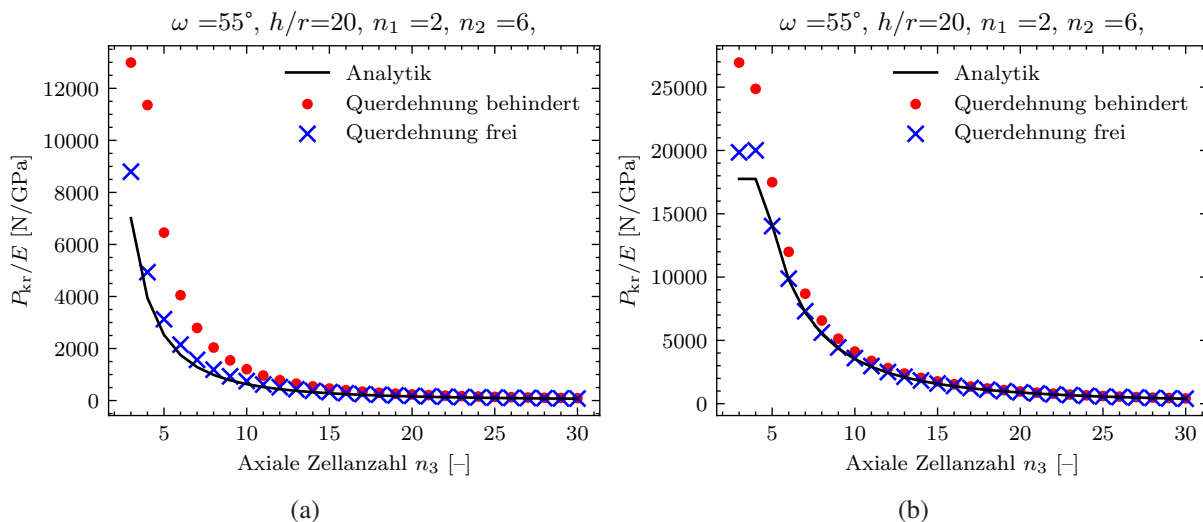 ω =55°, h/r=20, n₁ =2, n₂ =6,
Analytik
Querdehnung behindert
Querdehnung frei
P_kr/E [N/GPa]
12000
10000
8000
6000
4000
2000
0
5
10
15
20
25
30
Axiale Zellanzahl n₃ [–]
(a)
ω =55°, h/r=20, n₁ =2, n₂ =6,
Analytik
Querdehnung behindert
Querdehnung frei
P_kr/E [N/GPa]
25000
20000
15000
10000
5000
0
5
10
15
20
25
30
Axiale Zellanzahl n₃ [–]
(b)